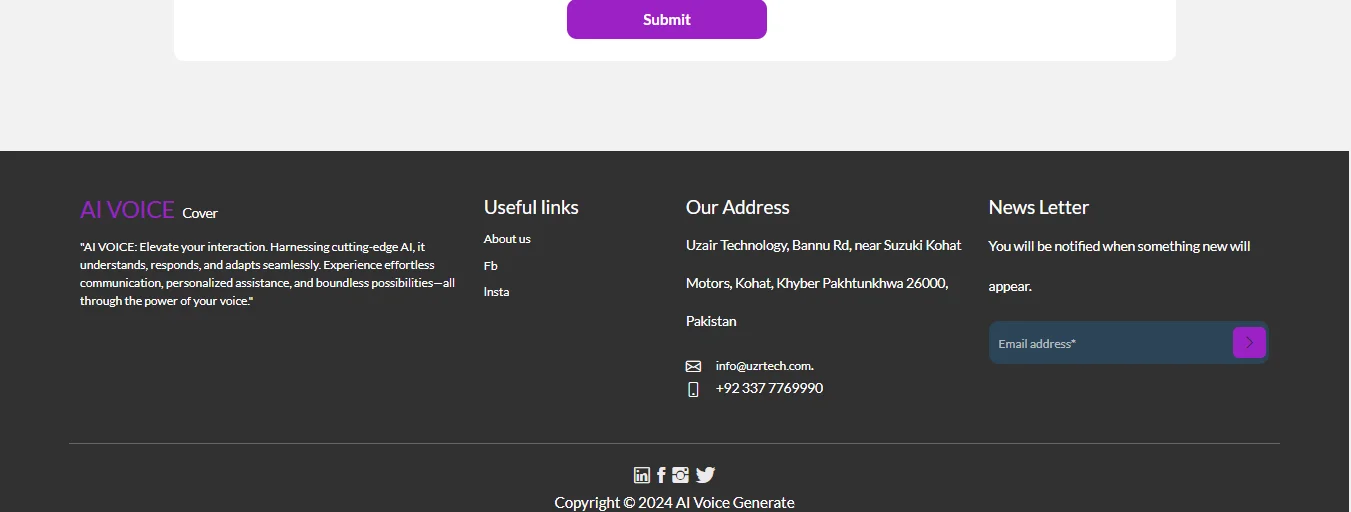 Submit
AI VOICE Cover
"AI VOICE: Elevate your interaction. Harnessing cutting-edge AI, it
understands, responds, and adapts seamlessly. Experience effortless
communication, personalized assistance, and boundless possibilities—all
through the power of your voice."
Useful links
About us
Fb
Insta
Our Address
Uzair Technology, Bannu Rd, near Suzuki Kohat
Motors, Kohat, Khyber Pakhtunkhwa 26000,
Pakistan
info@uzrtech.com.
+92 337 7769990
News Letter
You will be notified when something new will
appear.
Email address*
Copyright © 2024 AI Voice Generate